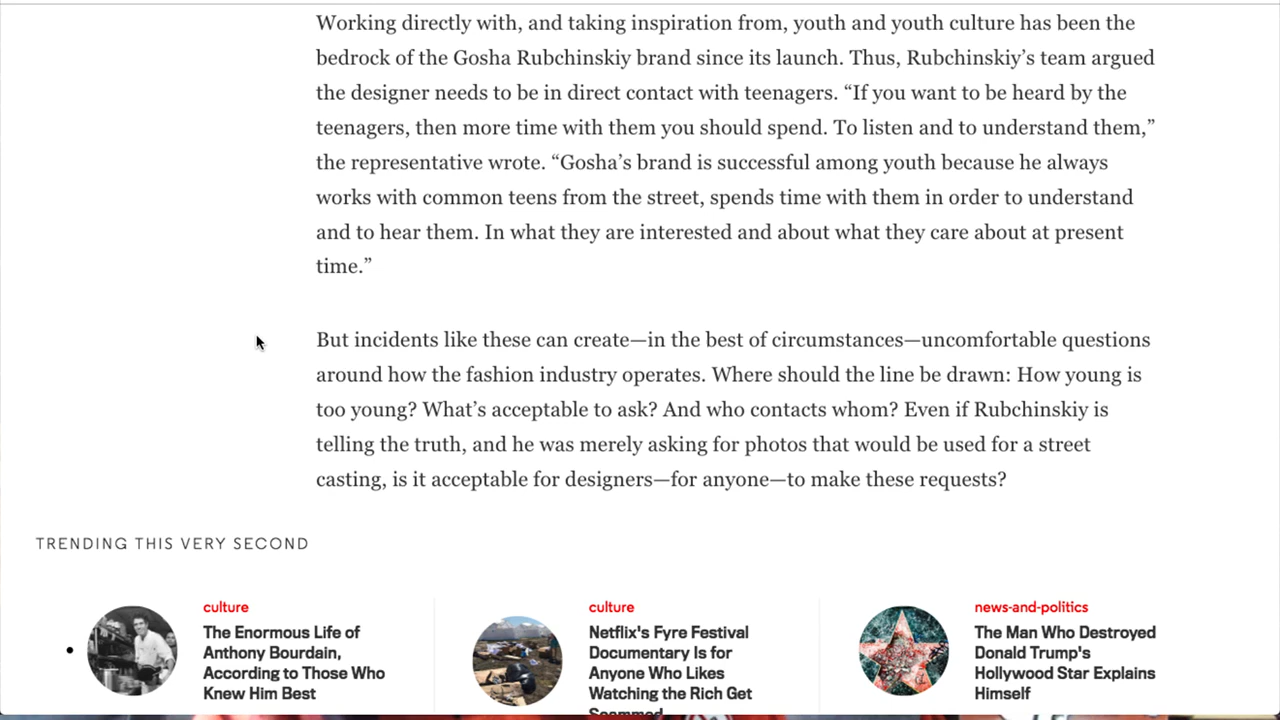 Working directly with, and taking inspiration from, youth and youth culture has been the
bedrock of the Gosha Rubchinskiy brand since its launch. Thus, Rubchinskiy’s team argued
the designer needs to be in direct contact with teenagers. “If you want to be heard by the
teenagers, then more time with them you should spend. To listen and to understand them,”
the representative wrote. “Gosha’s brand is successful among youth because he always
works with common teens from the street, spends time with them in order to understand
and to hear them. In what they are interested and about what they care about at present
time.”
But incidents like these can create—in the best of circumstances—uncomfortable questions
around how the fashion industry operates. Where should the line be drawn: How young is
too young? What’s acceptable to ask? And who contacts whom? Even if Rubchinskiy is
telling the truth, and he was merely asking for photos that would be used for a street
casting, is it acceptable for designers—for anyone—to make these requests?
TRENDING THIS VERY SECOND
culture
The Enormous Life of
Anthony Bourdain,
According to Those Who
Knew Him Best
culture
Netflix's Fyre Festival
Documentary Is for
Anyone Who Likes
Watching the Rich Get
Scammed
news-and-politics
The Man Who Destroyed
Donald Trump's
Hollywood Star Explains
Himself